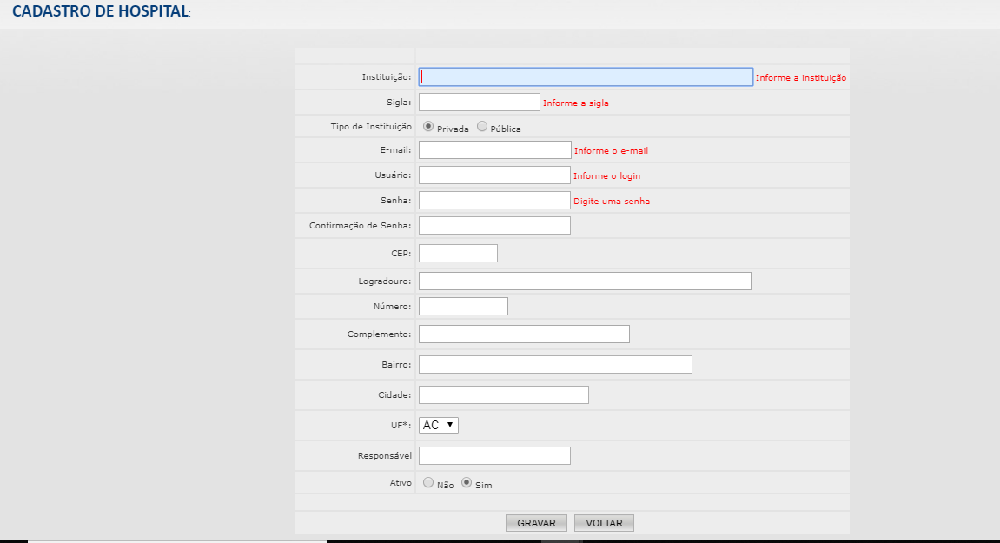 CADASTRO DE HOSPITAL:
Instituição: Informe a instituição
Sigla: Informe a sigla
Tipo de Instituição Privada Pública
E-mail: Informe o e-mail
Usuário: Informe o login
Senha: Digite uma senha
Confirmação de Senha:
CEP:
Logradouro:
Número:
Complemento:
Bairro:
Cidade:
UF*: AC
Responsável
Ativo Não Sim
GRAVAR VOLTAR